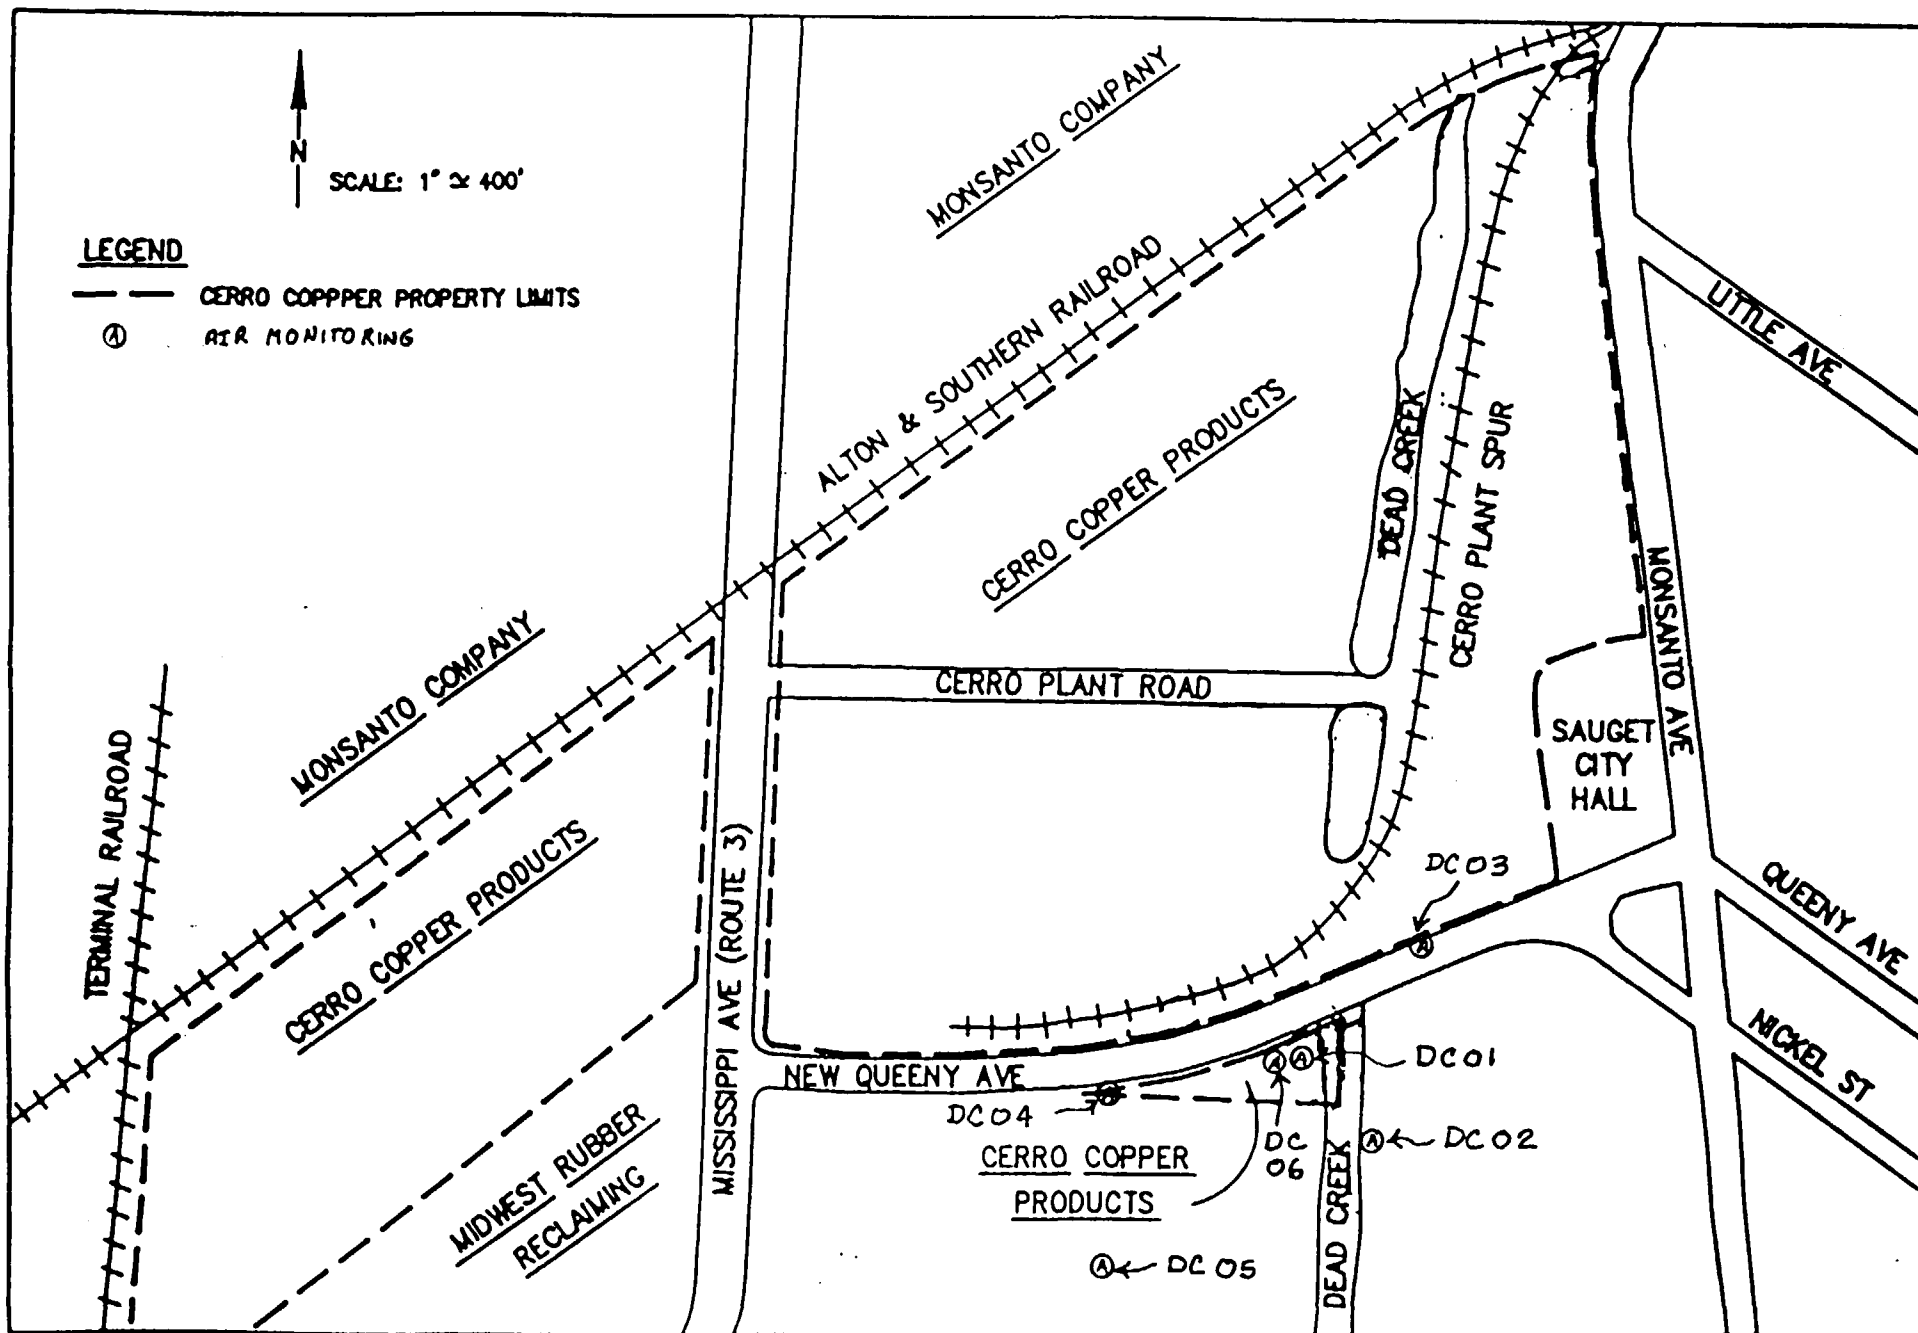 N
SCALE: 1" ≃ 400'
LEGEND
CERRO COPPPER PROPERTY LIMITS
Ⓐ AIR MONITORING
MONSANTO COMPANY
ALTON & SOUTHERN RAILROAD
CERRO COPPER PRODUCTS
DEAD CREEK
CERRO PLANT SPUR
LITTLE AVE
MONSANTO AVE
MONSANTO COMPANY
CERRO PLANT ROAD
SAUGET
CITY
HALL
TERMINAL RAILROAD
CERRO COPPER PRODUCTS
MISSISSIPPI AVE (ROUTE 3)
DC03
Ⓐ
QUEENY AVE
NICKEL ST
NEW QUEENY AVE
Ⓐ Ⓐ DC01
DC04 Ⓐ
DC
06
Ⓐ DC02
CERRO COPPER
PRODUCTS
DEAD CREEK
MIDWEST RUBBER
RECLAIMING
Ⓐ DC05